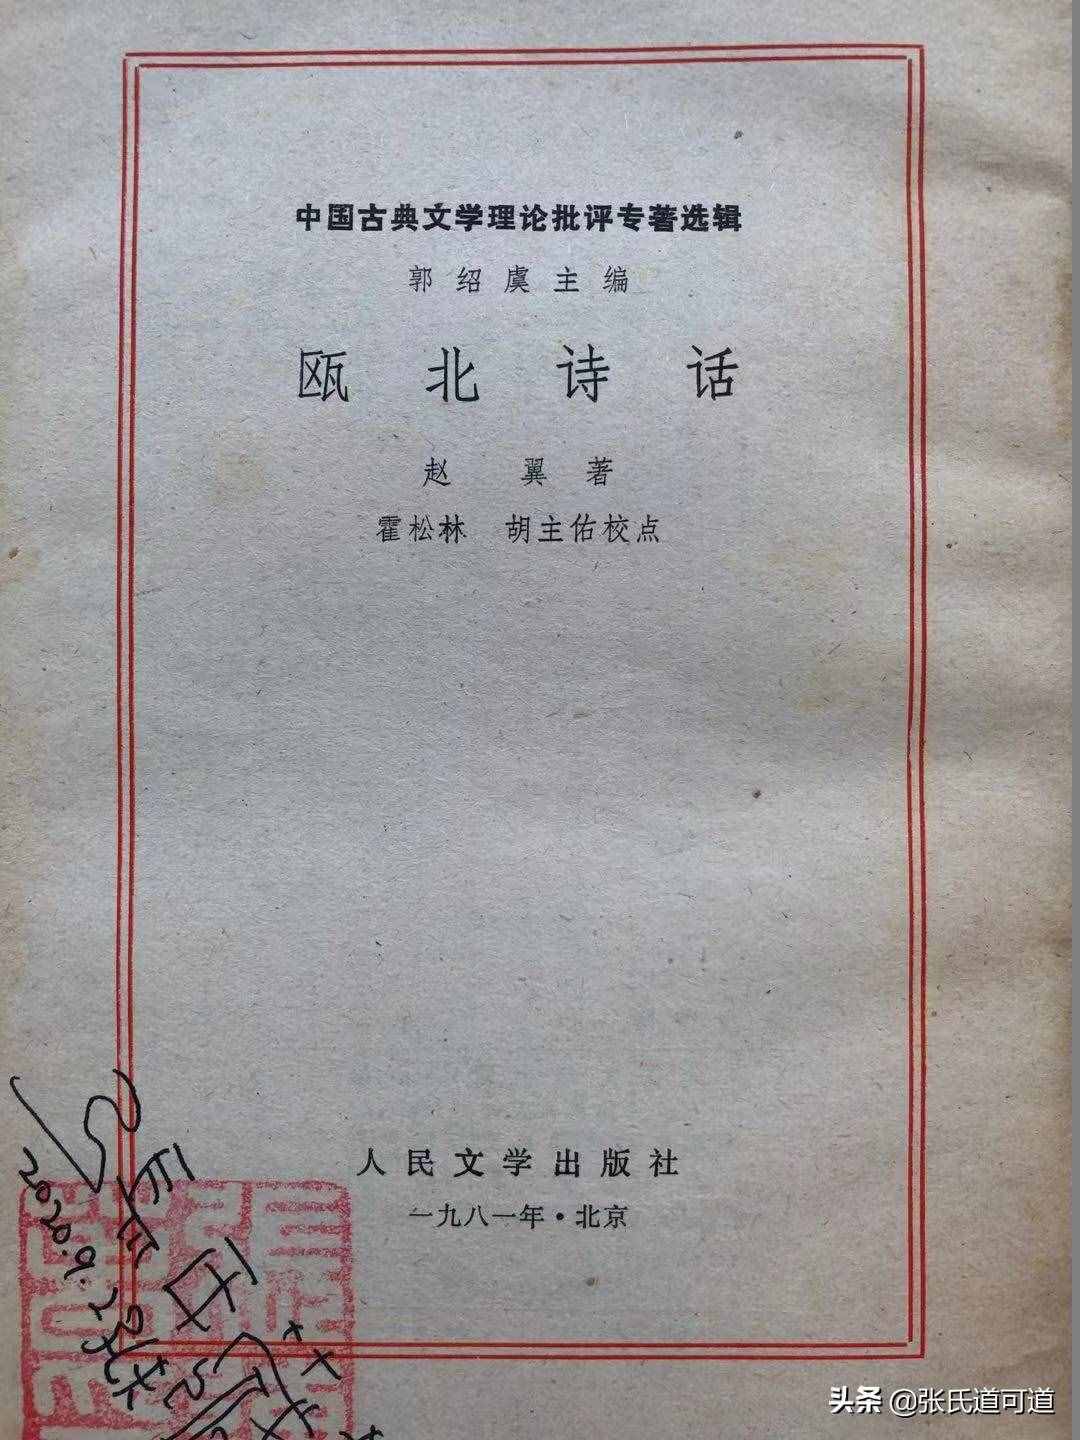 中国古典文学理论批评专著选辑
郭绍虞主编
瓯北诗话
赵翼著
霍松林 胡主佑校点
人民文学出版社
一九八一年·北京
2020.9.
头条 @张氏道可道